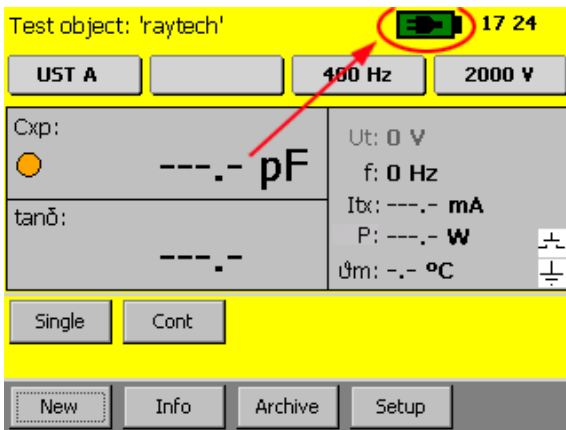 Test object: 'raytech' 17 24
UST A 400 Hz 2000 V
Cxp:
---.- pF
tanδ:
---.-
Ut: 0 V
f: 0 Hz
Itx: ---.- mA
P: ---.- W
ϑm: -.- ºC
Single Cont
New Info Archive Setup